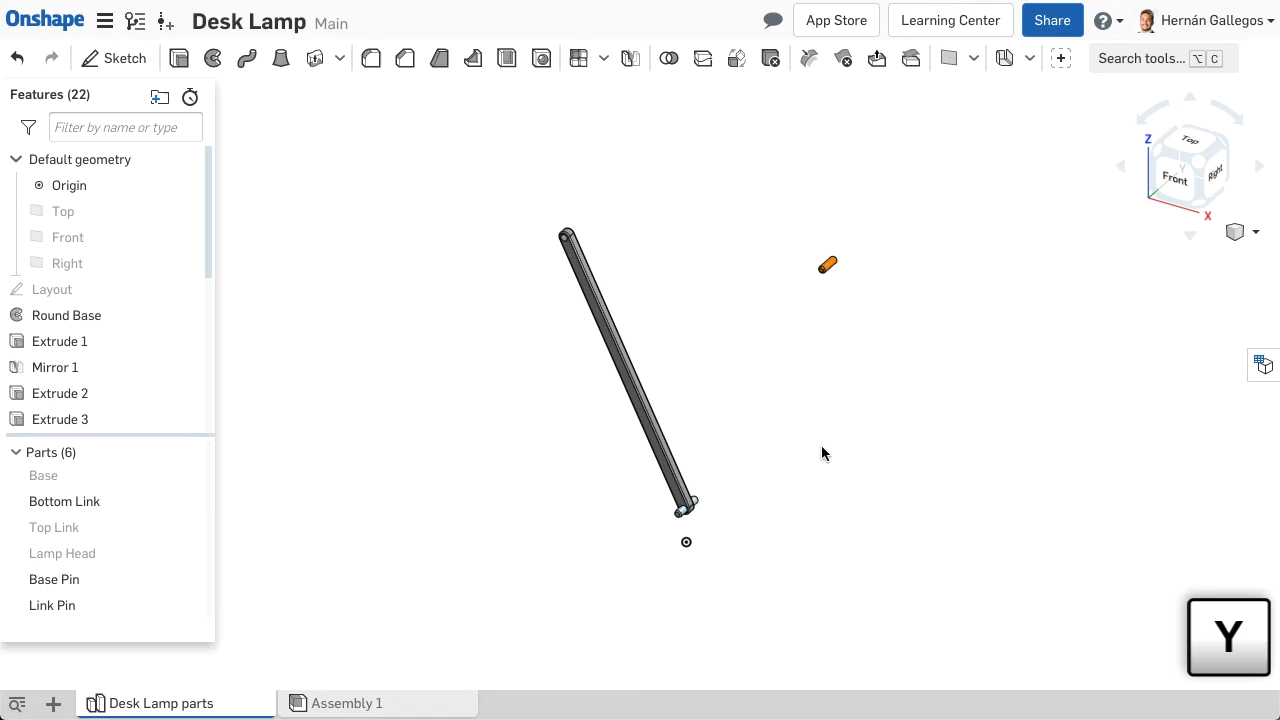 Onshape
Desk Lamp Main
App Store
Learning Center
Share
Hernán Gallegos
Sketch
Search tools... ⌥ C
Features (22)
Filter by name or type
Default geometry
Origin
Top
Front
Right
Layout
Round Base
Extrude 1
Mirror 1
Extrude 2
Extrude 3
Parts (6)
Base
Bottom Link
Top Link
Lamp Head
Base Pin
Link Pin
Z
Top
Y
Front
Right
X
Y
Desk Lamp parts
Assembly 1